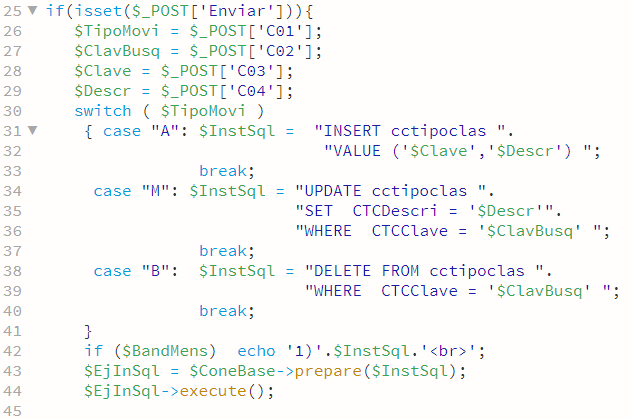 25 ▼ if(isset($_POST['Enviar'])){
26 $TipoMovi = $_POST['C01'];
27 $ClavBusq = $_POST['C02'];
28 $Clave = $_POST['C03'];
29 $Descr = $_POST['C04'];
30 switch ( $TipoMovi )
31 ▼ { case "A": $InstSql = "INSERT cctipoclas ".
32 "VALUE ('$Clave','$Descr') ";
33 break;
34 case "M": $InstSql = "UPDATE cctipoclas ".
35 "SET CTCDescri = '$Descr'".
36 "WHERE CTCClave = '$ClavBusq' ";
37 break;
38 case "B": $InstSql = "DELETE FROM cctipoclas ".
39 "WHERE CTCClave = '$ClavBusq' ";
40 break;
41 }
42 if ($BandMens) echo '1)'.$InstSql.'<br>';
43 $EjInSql = $ConeBase->prepare($InstSql);
44 $EjInSql->execute();
45